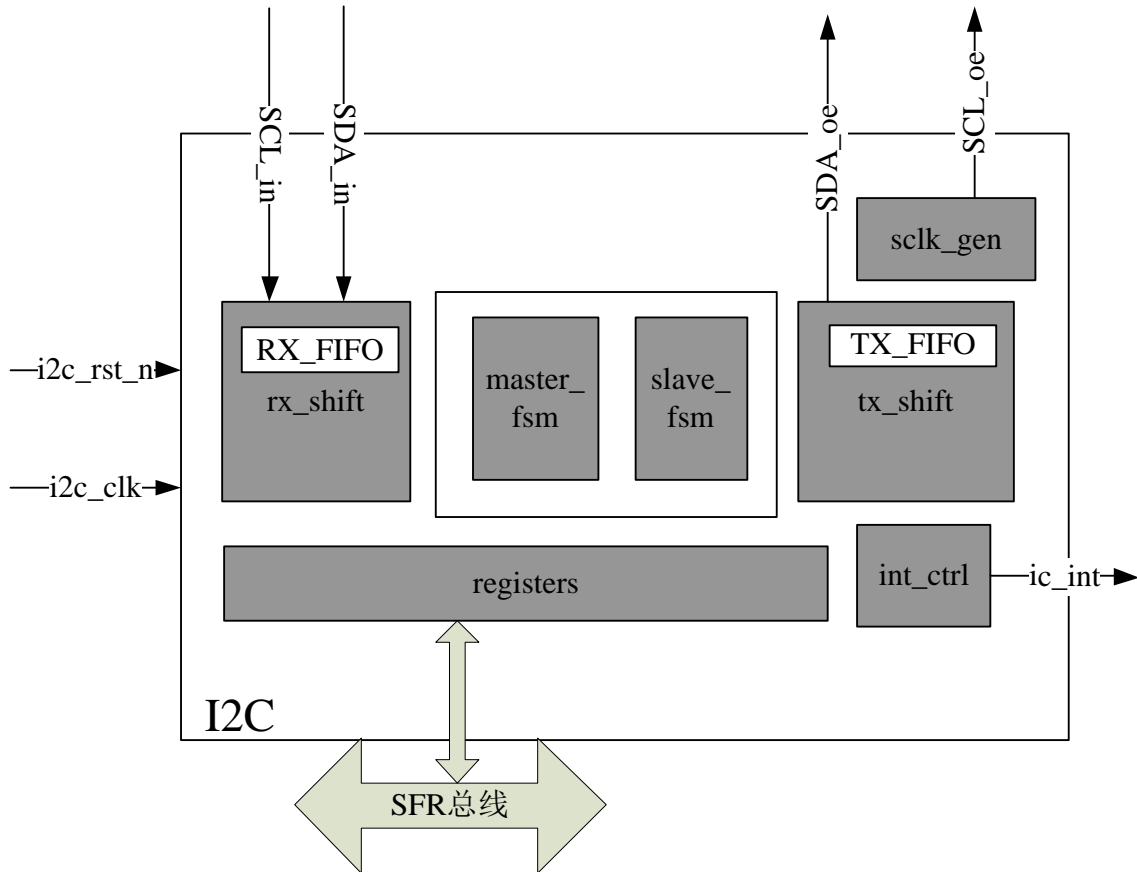 SCL_in
SDA_in
SDA_oe
SCL_oe
sclk_gen
RX_FIFO
rx_shift
master_
fsm
slave_
fsm
TX_FIFO
tx_shift
i2c_rst_n
i2c_clk
registers
int_ctrl
ic_int
I2C
SFR总线